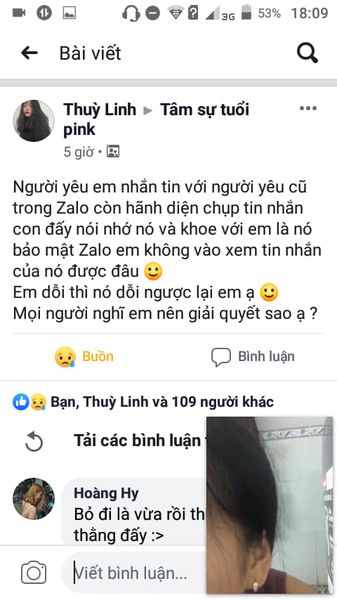 3G 53% 18:09
Bài viết
Thuỳ Linh ▸ Tâm sự tuổi
pink
5 giờ •
Người yêu em nhắn tin với người yêu cũ
trong Zalo còn hãnh diện chụp tin nhắn
con đấy nói nhớ nó và khoe với em là nó
bảo mật Zalo em không vào xem tin nhắn
của nó được đâu 🙂
Em dỗi thì nó dỗi ngược lại em ạ 🙂
Mọi người nghĩ em nên giải quyết sao ạ ?
Buồn
Bình luận
Bạn, Thuỳ Linh và 109 người khác
Tải các bình luận
Hoàng Hy
Bỏ đi là vừa rồi
thằng đấy :>
Viết bình luận...